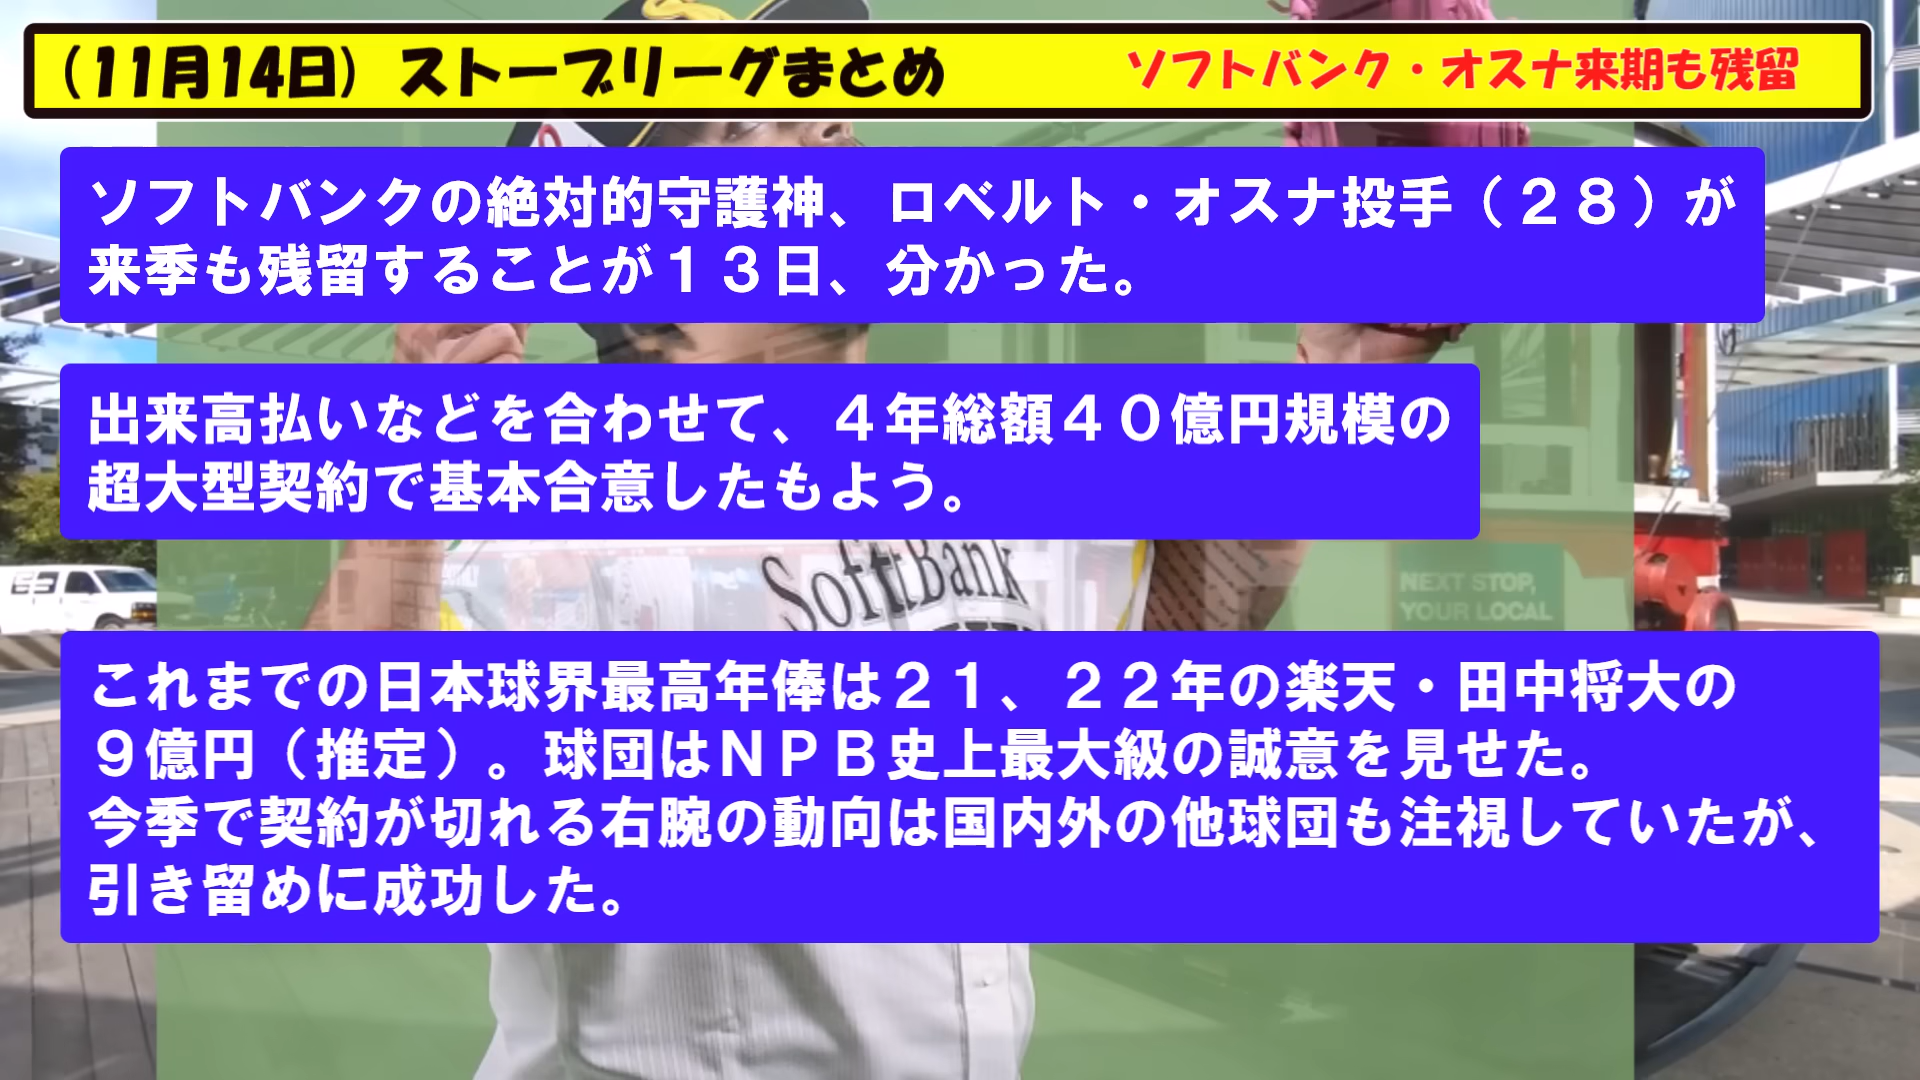 （11月14日）ストーブリーグまとめ
ソフトバンク・オスナ来期も残留
ソフトバンクの絶対的守護神、ロベルト・オスナ投手（２８）が
来季も残留することが１３日、分かった。
出来高払いなどを合わせて、４年総額４０億円規模の
超大型契約で基本合意したもよう。
SofttBank
NEXT STOP,
YOUR LOCAL
これまでの日本球界最高年俸は２１、２２年の楽天・田中将大の
９億円（推定）。球団はＮＰＢ史上最大級の誠意を見せた。
今季で契約が切れる右腕の動向は国内外の他球団も注視していたが、
引き留めに成功した。